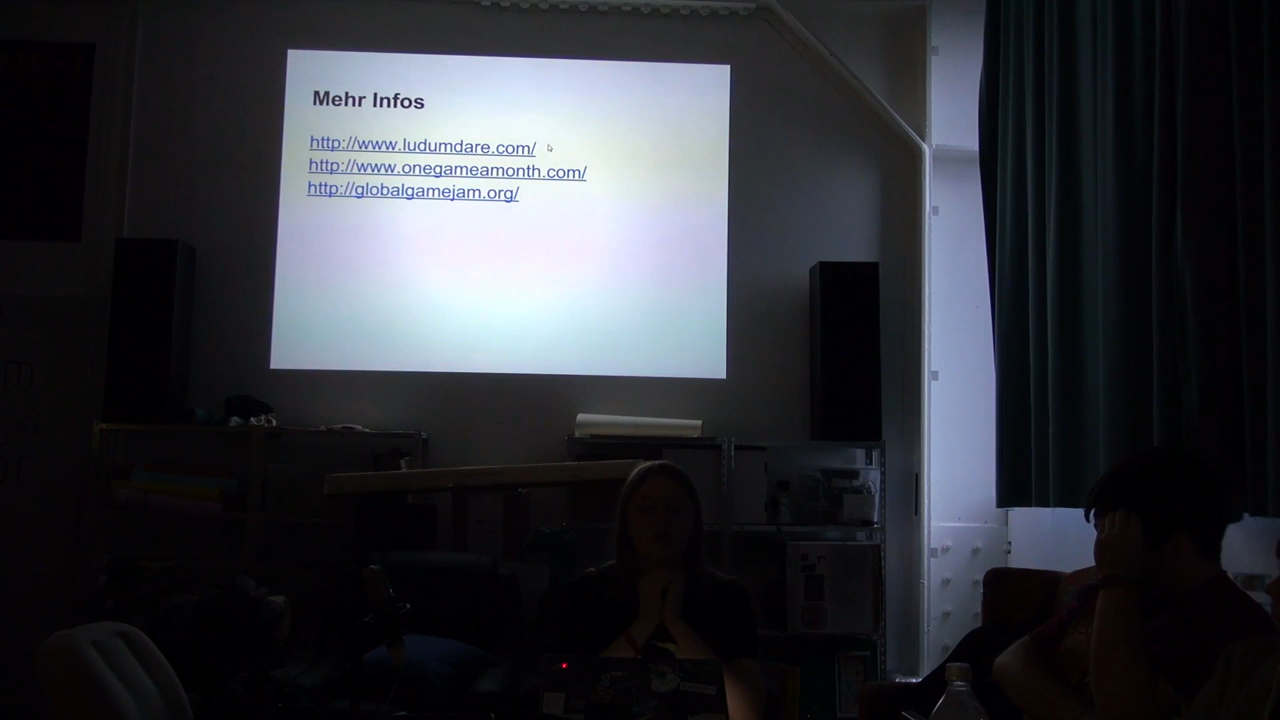 Mehr Infos
http://www.ludumdare.com/
http://www.onegameamonth.com/
http://globalgamejam.org/